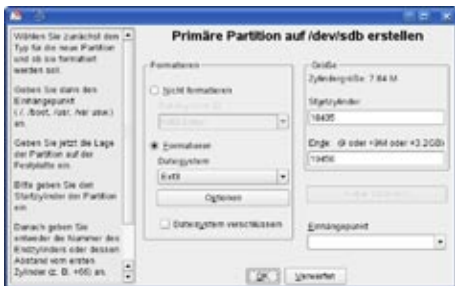 Wählen Sie zunächst den
Typ für die neue Partition
und ob sie formatiert
werden soll.
Geben Sie dann den
Einhängepunkt
(/, /boot, /usr, /var usw.)
an.
Geben Sie jetzt die Lage
der Partition auf der
Festplatte ein.
Bitte geben Sie den
Startzylinder der Partition
ein.
Danach geben Sie
entweder die Nummer des
Endzylinders oder dessen
Abstand vom ersten
Zylinder (z. B. +66) an.
Primäre Partition auf /dev/sdb erstellen
Formatieren
Nicht formatieren
Formatieren
Dateisystem
Ext3
Optionen
Dateisystem verschlüsseln
Größe
Zylindergröße: 7.84 M
Startzylinder
18435
Ende: (9 oder +9M oder +3.2GB)
19456
Einhängepunkt
OK
Verwerfen